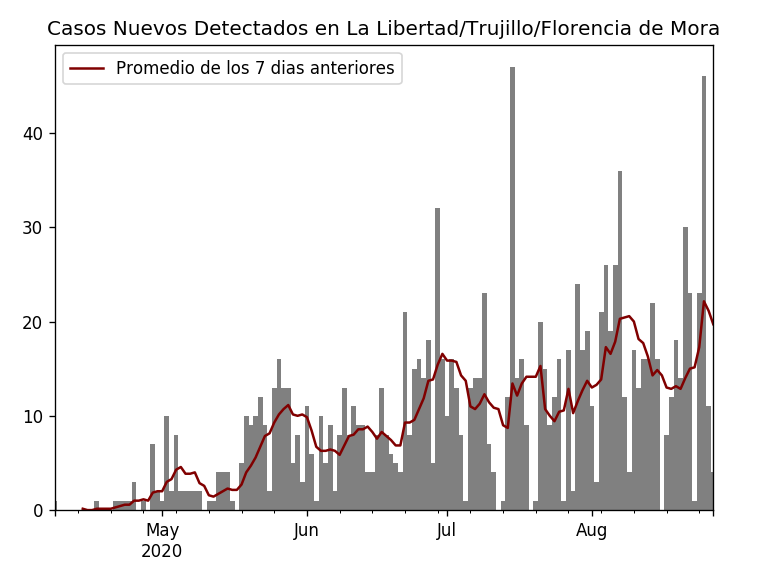 Casos Nuevos Detectados en La Libertad/Trujillo/Florencia de Mora
Promedio de los 7 dias anteriores
40
30
20
10
0
May Jun Jul Aug
2020